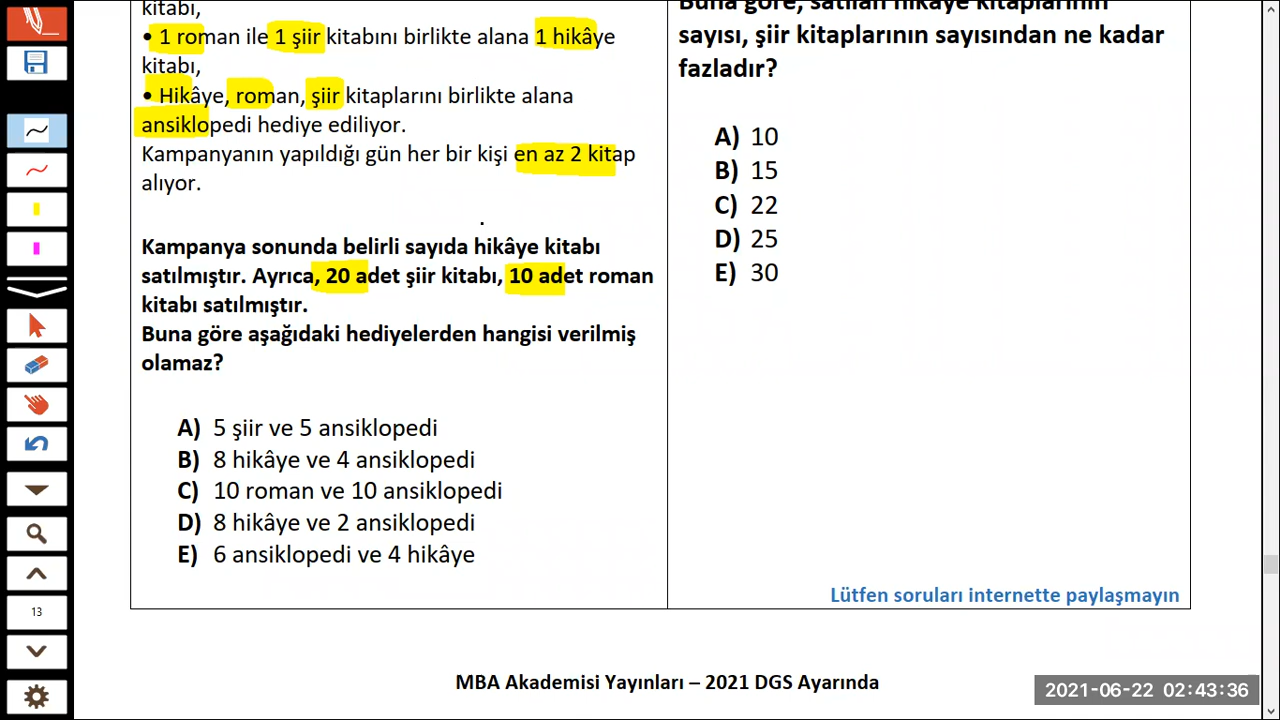 kitabı,
• 1 roman ile 1 şiir kitabını birlikte alana 1 hikâye
kitabı,
• Hikâye, roman, şiir kitaplarını birlikte alana
ansiklopedi hediye ediliyor.
Kampanyanın yapıldığı gün her bir kişi en az 2 kitap
alıyor.
Kampanya sonunda belirli sayıda hikâye kitabı
satılmıştır. Ayrıca, 20 adet şiir kitabı, 10 adet roman
kitabı satılmıştır.
Buna göre aşağıdaki hediyelerden hangisi verilmiş
olamaz?
A) 5 şiir ve 5 ansiklopedi
B) 8 hikâye ve 4 ansiklopedi
C) 10 roman ve 10 ansiklopedi
D) 8 hikâye ve 2 ansiklopedi
E) 6 ansiklopedi ve 4 hikâye
Buna göre, satılan hikâye kitaplarının
sayısı, şiir kitaplarının sayısından ne kadar
fazladır?
A) 10
B) 15
C) 22
D) 25
E) 30
Lütfen soruları internette paylaşmayın
MBA Akademisi Yayınları – 2021 DGS Ayarında
13
2021-06-22 02:43:36